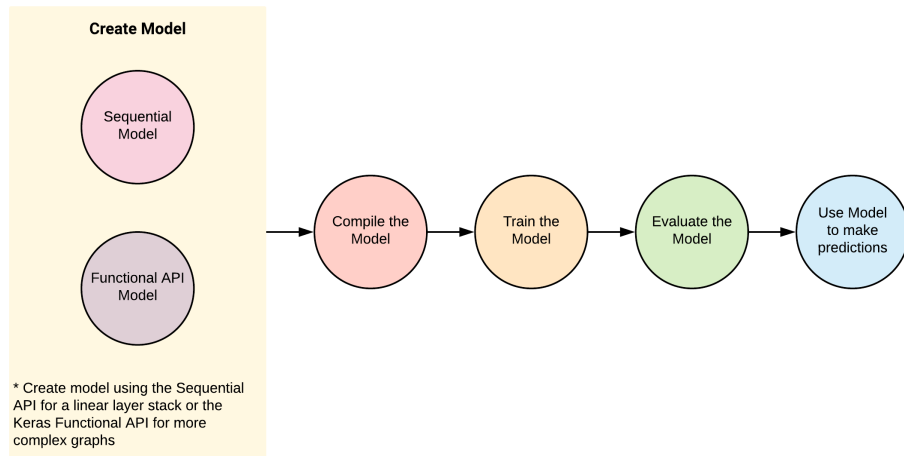 Create Model
Sequential
Model
Functional API
Model
* Create model using the Sequential
API for a linear layer stack or the
Keras Functional API for more
complex graphs
Compile the
Model
Train the
Model
Evaluate the
Model
Use Model
to make
predictions